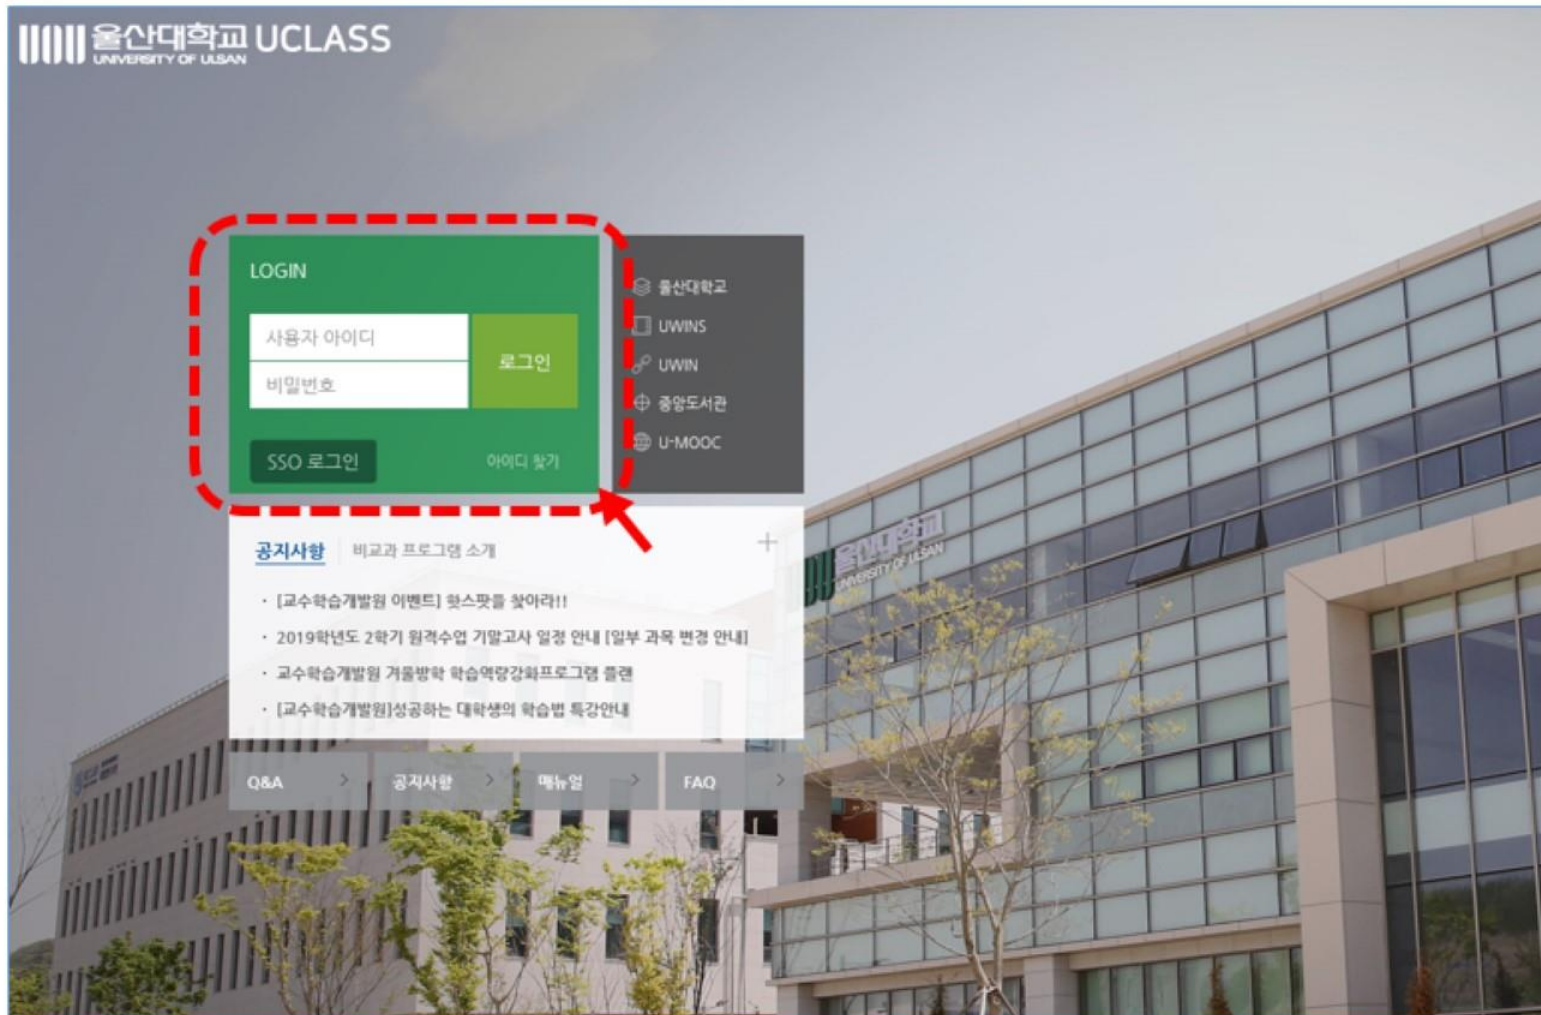 울산대학교 UCLASS
UNIVERSITY OF ULSAN
LOGIN
사용자 아이디
비밀번호
로그인
SSO 로그인
아이디 찾기
울산대학교
UWINS
UWIN
중앙도서관
U-MOOC
공지사항
비교과 프로그램 소개
· [교수학습개발원 이벤트] 핫스팟을 찾아라!!
· 2019학년도 2학기 원격수업 기말고사 일정 안내 [일부 과목 변경 안내]
· 교수학습개발원 겨울방학 학습역량강화프로그램 플랜
· [교수학습개발원]성공하는 대학생의 학습법 특강안내
Q&A
공지사항
매뉴얼
FAQ
울산대학교
UNIVERSITY OF ULSAN